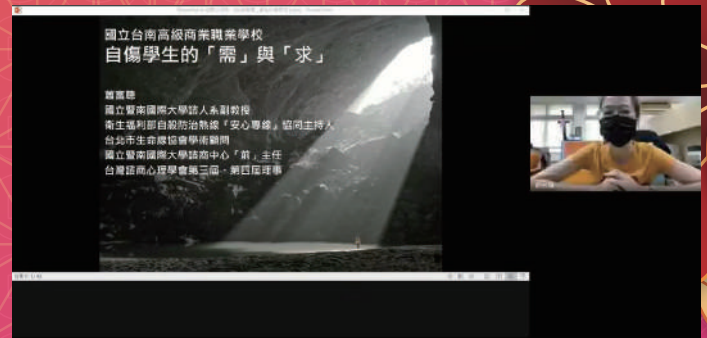 國立台南高級商業職業學校
自傷學生的「需」與「求」
蕭富聰
國立暨南國際大學諮人系副教授
衛生福利部自殺防治熱線『安心專線』協同主持人
台北市生命線協會學術顧問
國立暨南國際大學諮商中心『前』主任
台灣諮商心理學會第三屆、第四屆理事